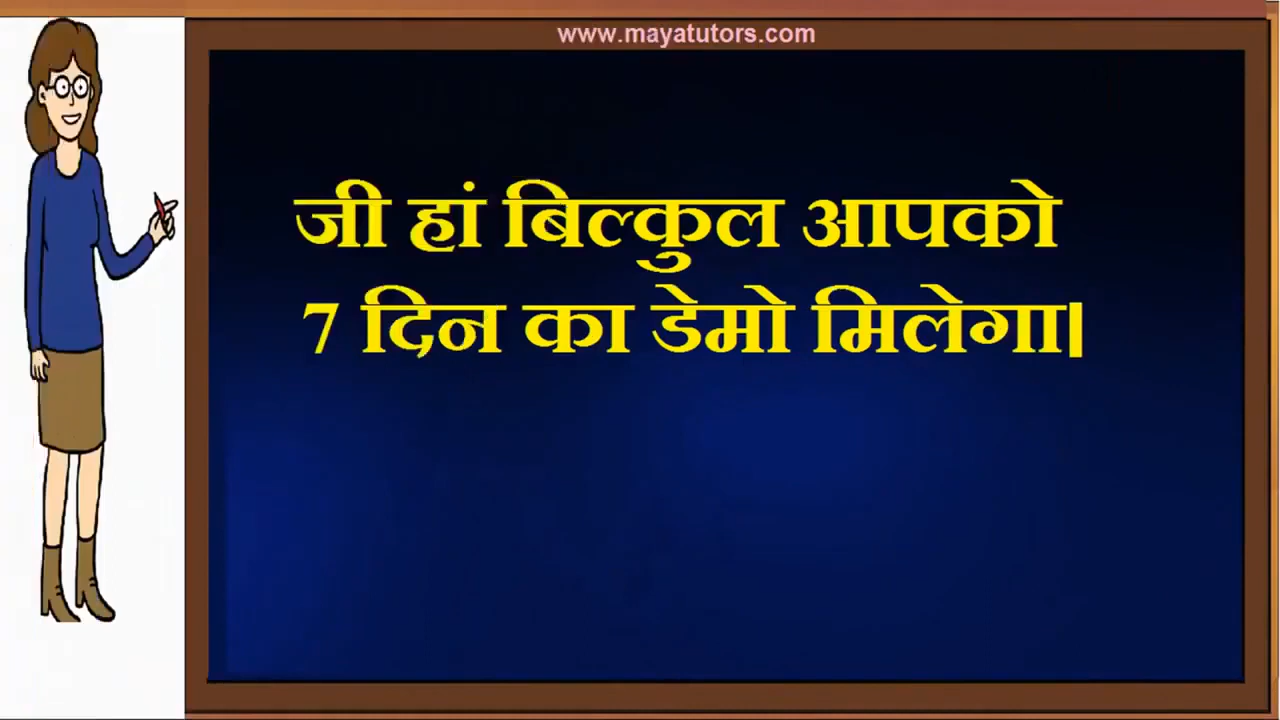 www.mayatutors.com
जी हां बिल्कुल आपको
7 दिन का डेमो मिलेगा।